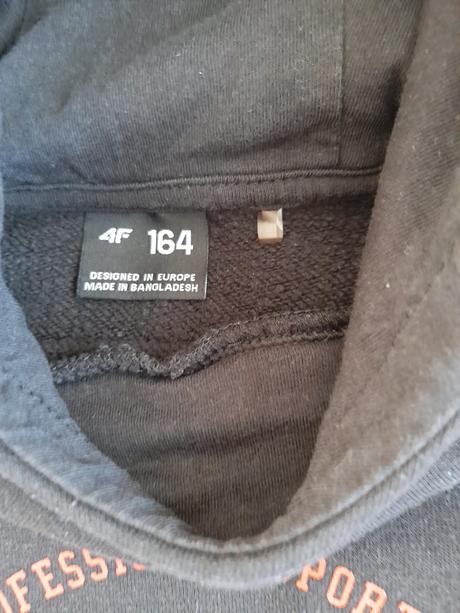 4F 164
DESIGNED IN EUROPE
MADE IN BANGLADESH